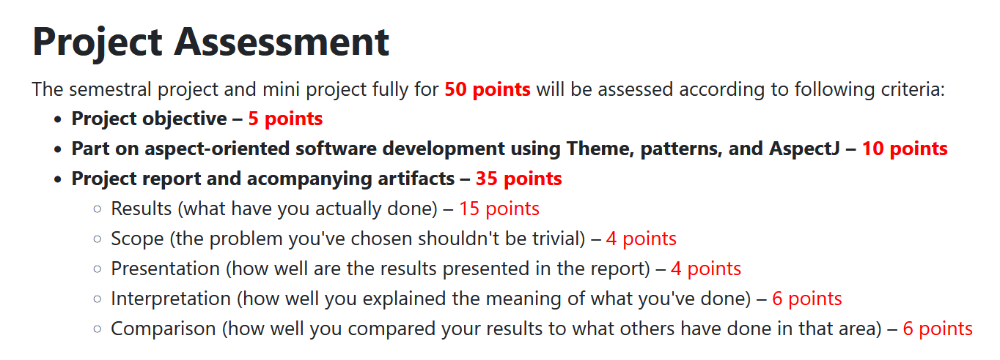 Project Assessment
The semestral project and mini project fully for 50 points will be assessed according to following criteria:
• Project objective – 5 points
• Part on aspect-oriented software development using Theme, patterns, and AspectJ – 10 points
• Project report and acompanying artifacts – 35 points
◦ Results (what have you actually done) – 15 points
◦ Scope (the problem you've chosen shouldn't be trivial) – 4 points
◦ Presentation (how well are the results presented in the report) – 4 points
◦ Interpretation (how well you explained the meaning of what you've done) – 6 points
◦ Comparison (how well you compared your results to what others have done in that area) – 6 points